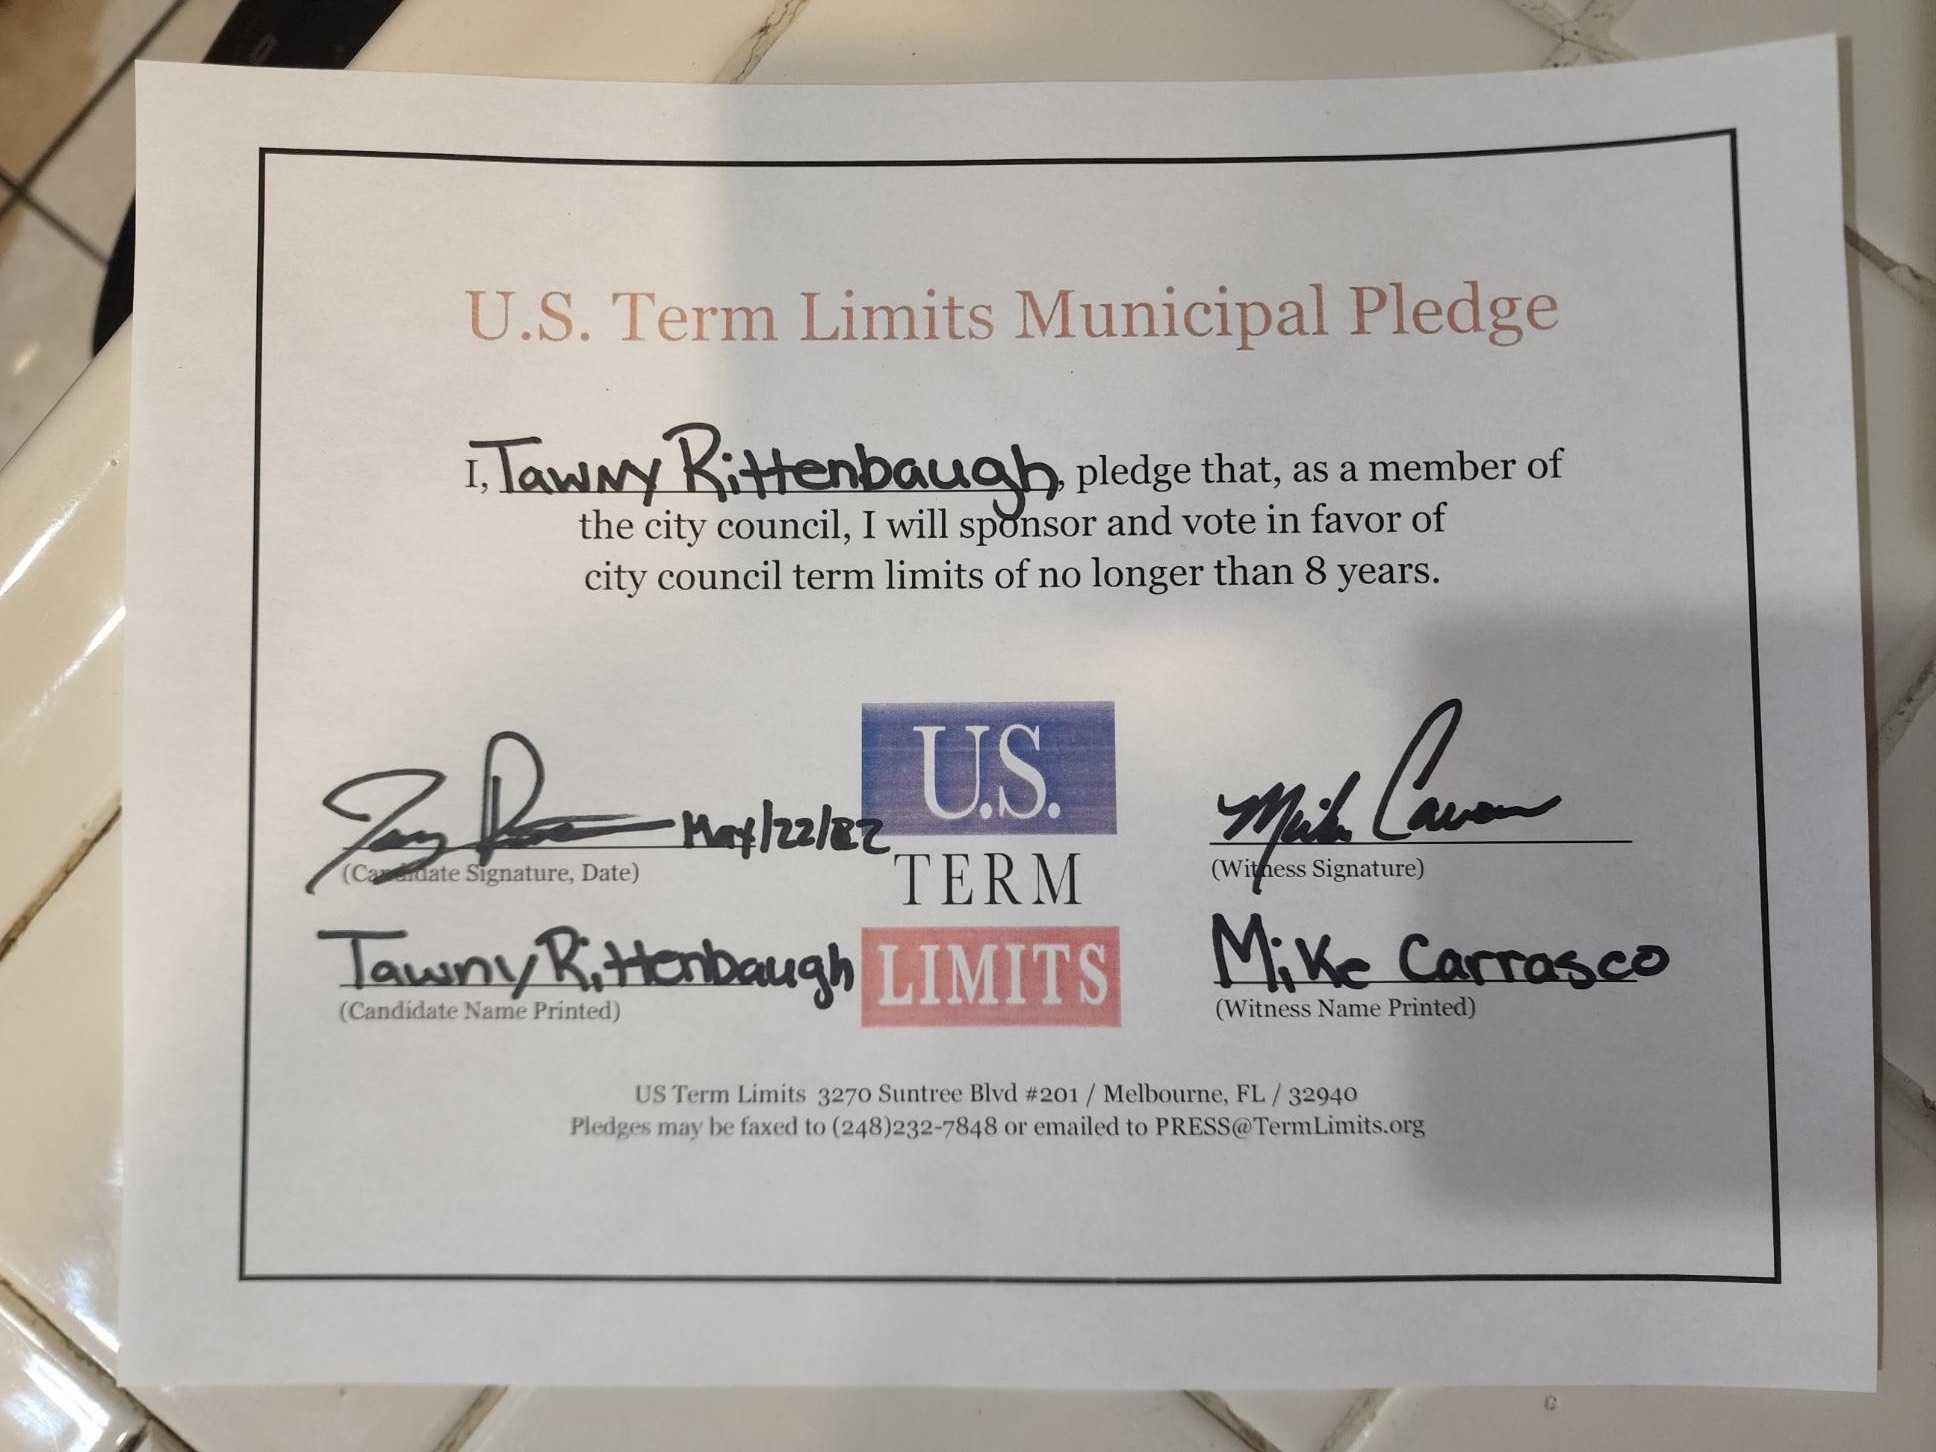 U.S. Term Limits Municipal Pledge
I, Tawny Rittenbaugh, pledge that, as a member of
the city council, I will sponsor and vote in favor of
city council term limits of no longer than 8 years.
May/22/22
(Candidate Signature, Date)
Tawny Rittenbaugh
(Candidate Name Printed)
U.S.
TERM
LIMITS
Mike Carrasco
(Witness Signature)
Mike Carrasco
(Witness Name Printed)
US Term Limits 3270 Suntree Blvd #201 / Melbourne, FL / 32940
Pledges may be faxed to (248)232-7848 or emailed to PRESS@TermLimits.org